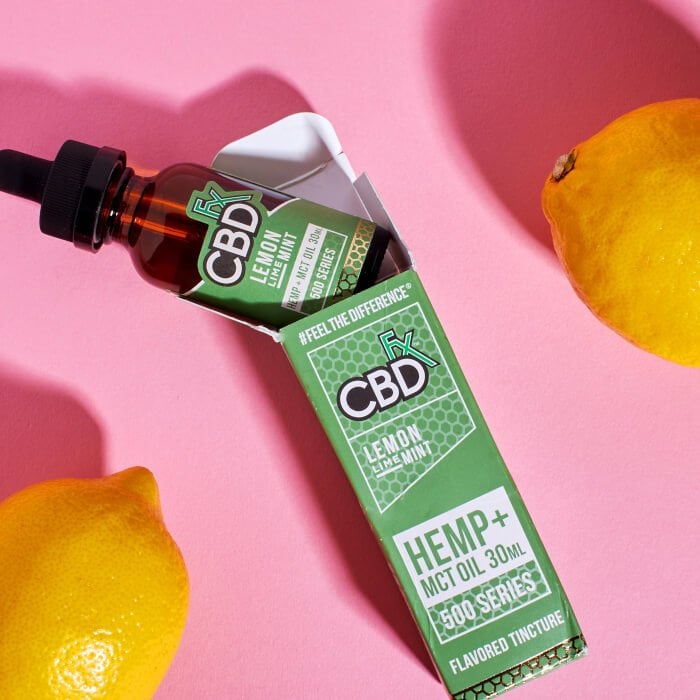 CBD FX
LEMON
LIME MINT
HEMP + MCT OIL 30ML
500 SERIES
#FEEL THE DIFFERENCE®
CBD FX
LEMON
LIME MINT
HEMP+
MCT OIL 30ML
500 SERIES
FLAVORED TINCTURE